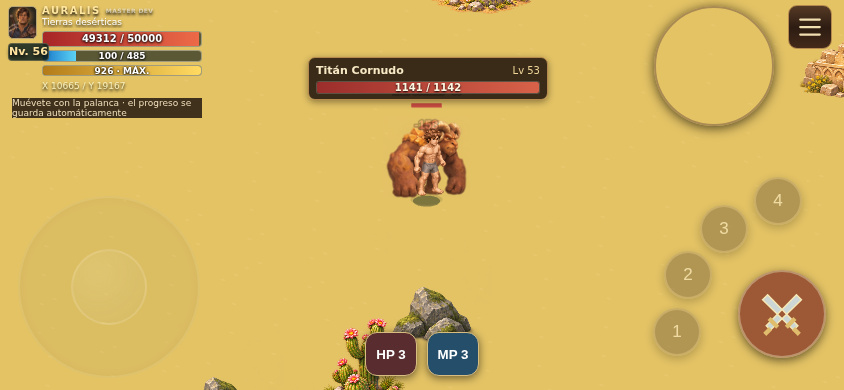 AURALIS MASTER DEV
Tierras desérticas
49312 / 50000
Nv. 56
100 / 485
926 · MÁX.
X 10665 / Y 19167
Muévete con la palanca · el progreso se
guarda automáticamente
Titán Cornudo Lv 53
1141 / 1142
4
3
2
1
HP 3 MP 3